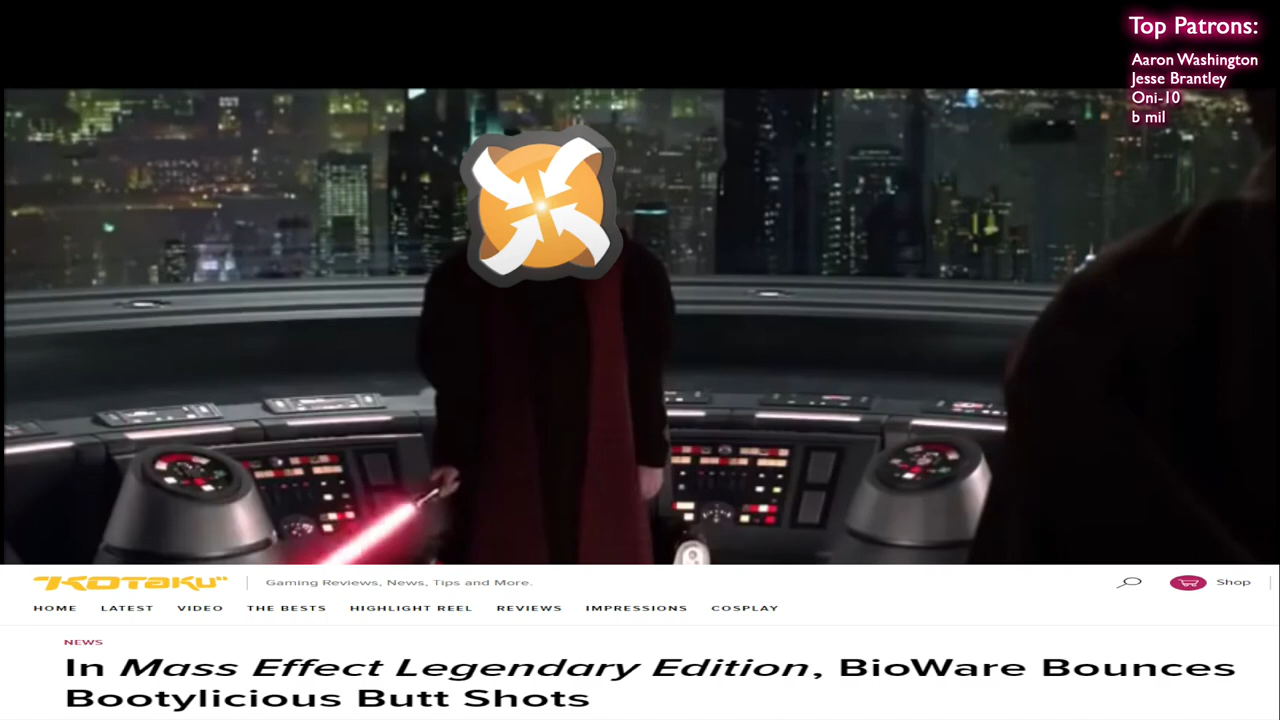 Top Patrons:
Aaron Washington
Jesse Brantley
Oni-10
b mil
KOTAKU
Gaming Reviews, News, Tips and More.
Shop
HOME LATEST VIDEO THE BESTS HIGHLIGHT REEL REVIEWS IMPRESSIONS COSPLAY
NEWS
In Mass Effect Legendary Edition, BioWare Bounces
Bootylicious Butt Shots